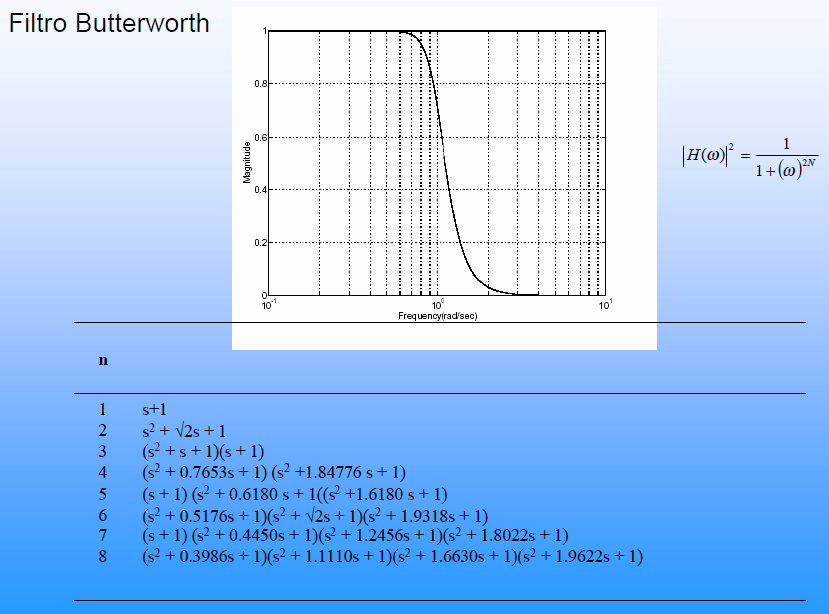 Filtro Butterworth
1
0.8
0.6
0.4
0.2
0
Magnitude
10^-1
10^0
10^1
Frequency(rad/sec)
|H(ω)|² = 1 / (1+(ω)^2N)
n
1 s+1
2 s² + √2s + 1
3 (s² + s + 1)(s + 1)
4 (s² + 0.7653s + 1) (s² +1.84776 s + 1)
5 (s + 1) (s² + 0.6180 s + 1((s² +1.6180 s + 1)
6 (s² + 0.5176s + 1)(s² + √2s + 1)(s² + 1.9318s + 1)
7 (s + 1) (s² + 0.4450s + 1)(s² + 1.2456s + 1)(s² + 1.8022s + 1)
8 (s² + 0.3986s + 1)(s² + 1.1110s + 1)(s² + 1.6630s + 1)(s² + 1.9622s + 1)